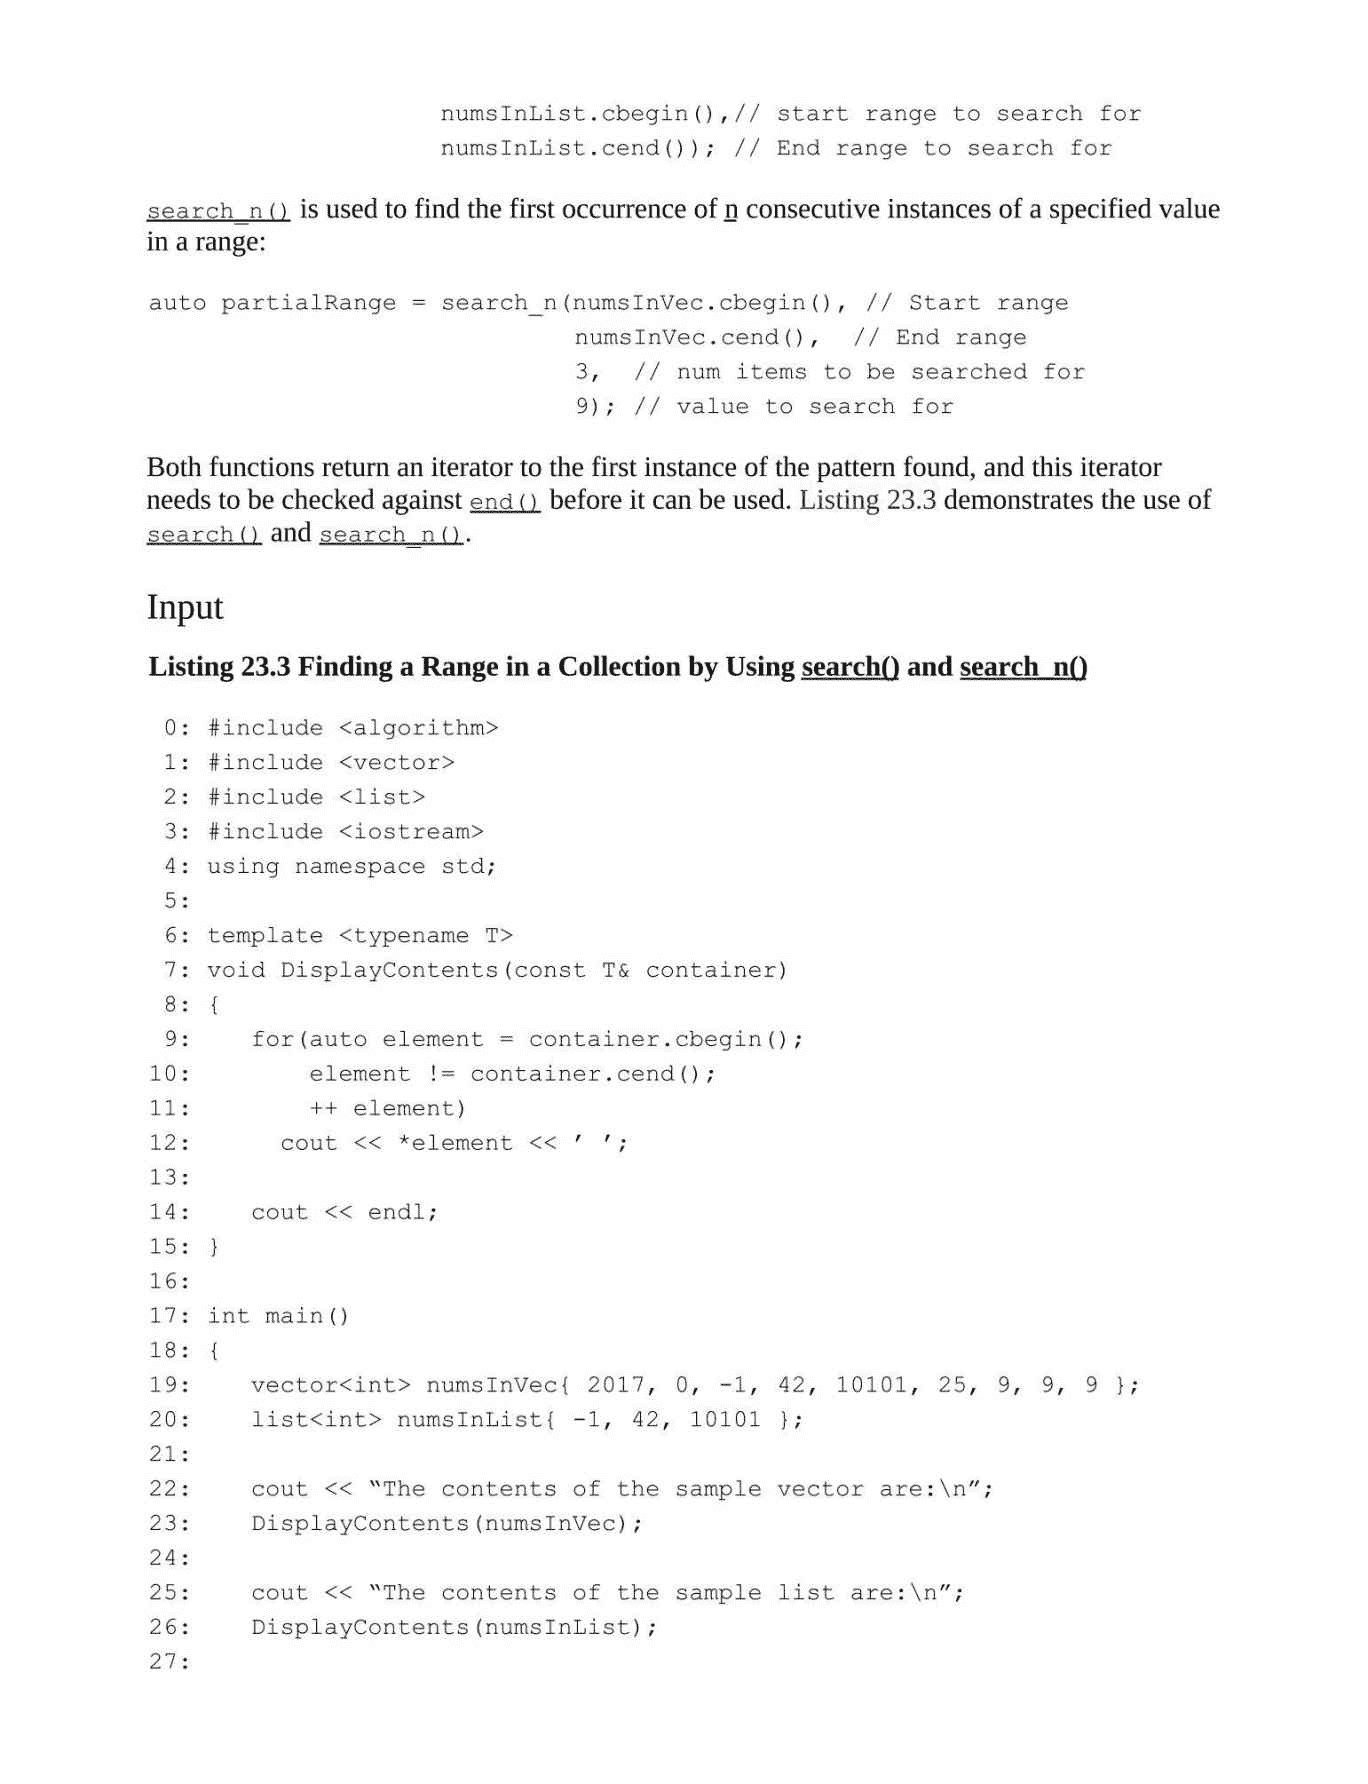 numsInList.cbegin(),// start range to search for
numsInList.cend()); // End range to search for
search_n() is used to find the first occurrence of n consecutive instances of a specified value
in a range:
auto partialRange = search_n(numsInVec.cbegin(), // Start range
numsInVec.cend(),  // End range
3,  // num items to be searched for
9); // value to search for
Both functions return an iterator to the first instance of the pattern found, and this iterator
needs to be checked against end() before it can be used. Listing 23.3 demonstrates the use of
search() and search_n().
Input
Listing 23.3 Finding a Range in a Collection by Using search() and search_n()
0: #include <algorithm>
1: #include <vector>
2: #include <list>
3: #include <iostream>
4: using namespace std;
5:
6: template <typename T>
7: void DisplayContents(const T& container)
8: {
9:    for(auto element = container.cbegin();
10:        element != container.cend();
11:        ++ element)
12:      cout << *element << ’ ’;
13:
14:    cout << endl;
15: }
16:
17: int main()
18: {
19:    vector<int> numsInVec{ 2017, 0, -1, 42, 10101, 25, 9, 9, 9 };
20:    list<int> numsInList{ -1, 42, 10101 };
21:
22:    cout << “The contents of the sample vector are:\n”;
23:    DisplayContents(numsInVec);
24:
25:    cout << “The contents of the sample list are:\n”;
26:    DisplayContents(numsInList);
27: